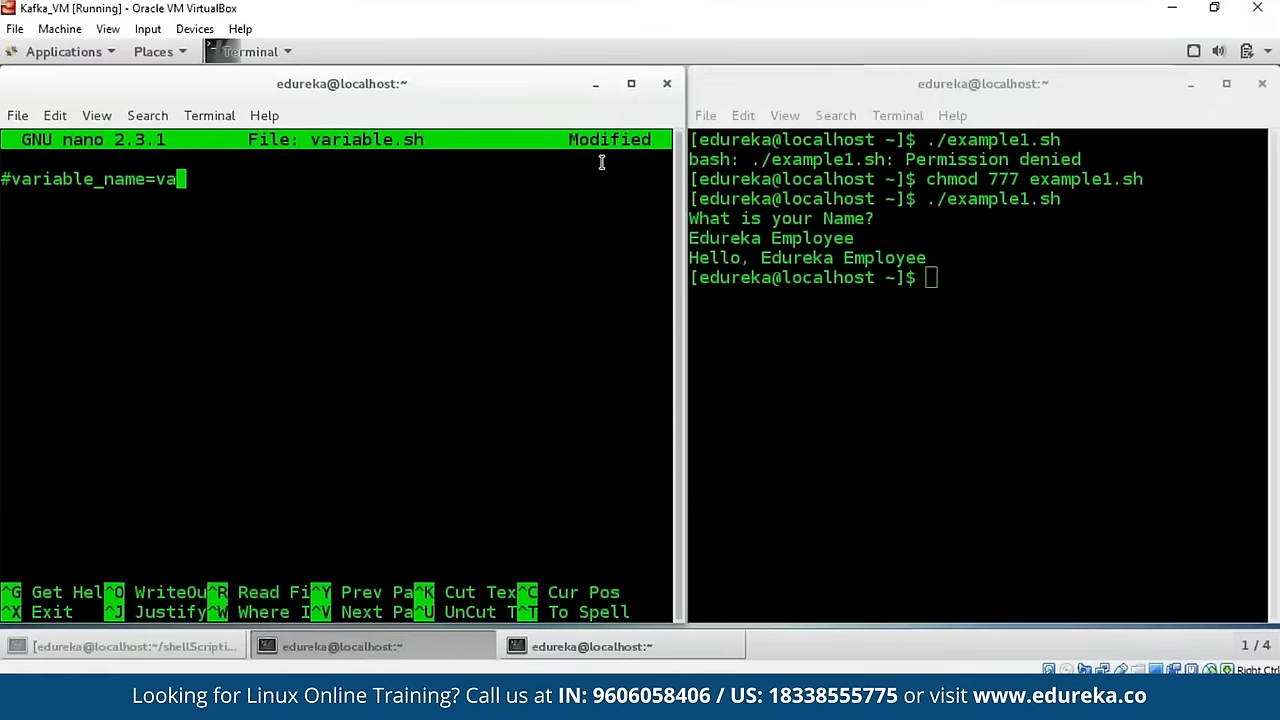 Kafka_VM [Running] - Oracle VM VirtualBox
File Machine View Input Devices Help
Applications Places Terminal
edureka@localhost:~
File Edit View Search Terminal Help
GNU nano 2.3.1 File: variable.sh Modified
#variable_name=va
^G Get Hel^O WriteOu^R Read Fi^Y Prev Pa^K Cut Tex^C Cur Pos
^X Exit ^J Justify^W Where I^V Next Pa^U UnCut T^T To Spell
edureka@localhost:~
File Edit View Search Terminal Help
[edureka@localhost ~]$ ./example1.sh
bash: ./example1.sh: Permission denied
[edureka@localhost ~]$ chmod 777 example1.sh
[edureka@localhost ~]$ ./example1.sh
What is your Name?
Edureka Employee
Hello, Edureka Employee
[edureka@localhost ~]$
[edureka@localhost:~/shellScripti... edureka@localhost:~ edureka@localhost:~ 1 / 4
Right Ctrl
Looking for Linux Online Training? Call us at IN: 9606058406 / US: 18338555775 or visit www.edureka.co